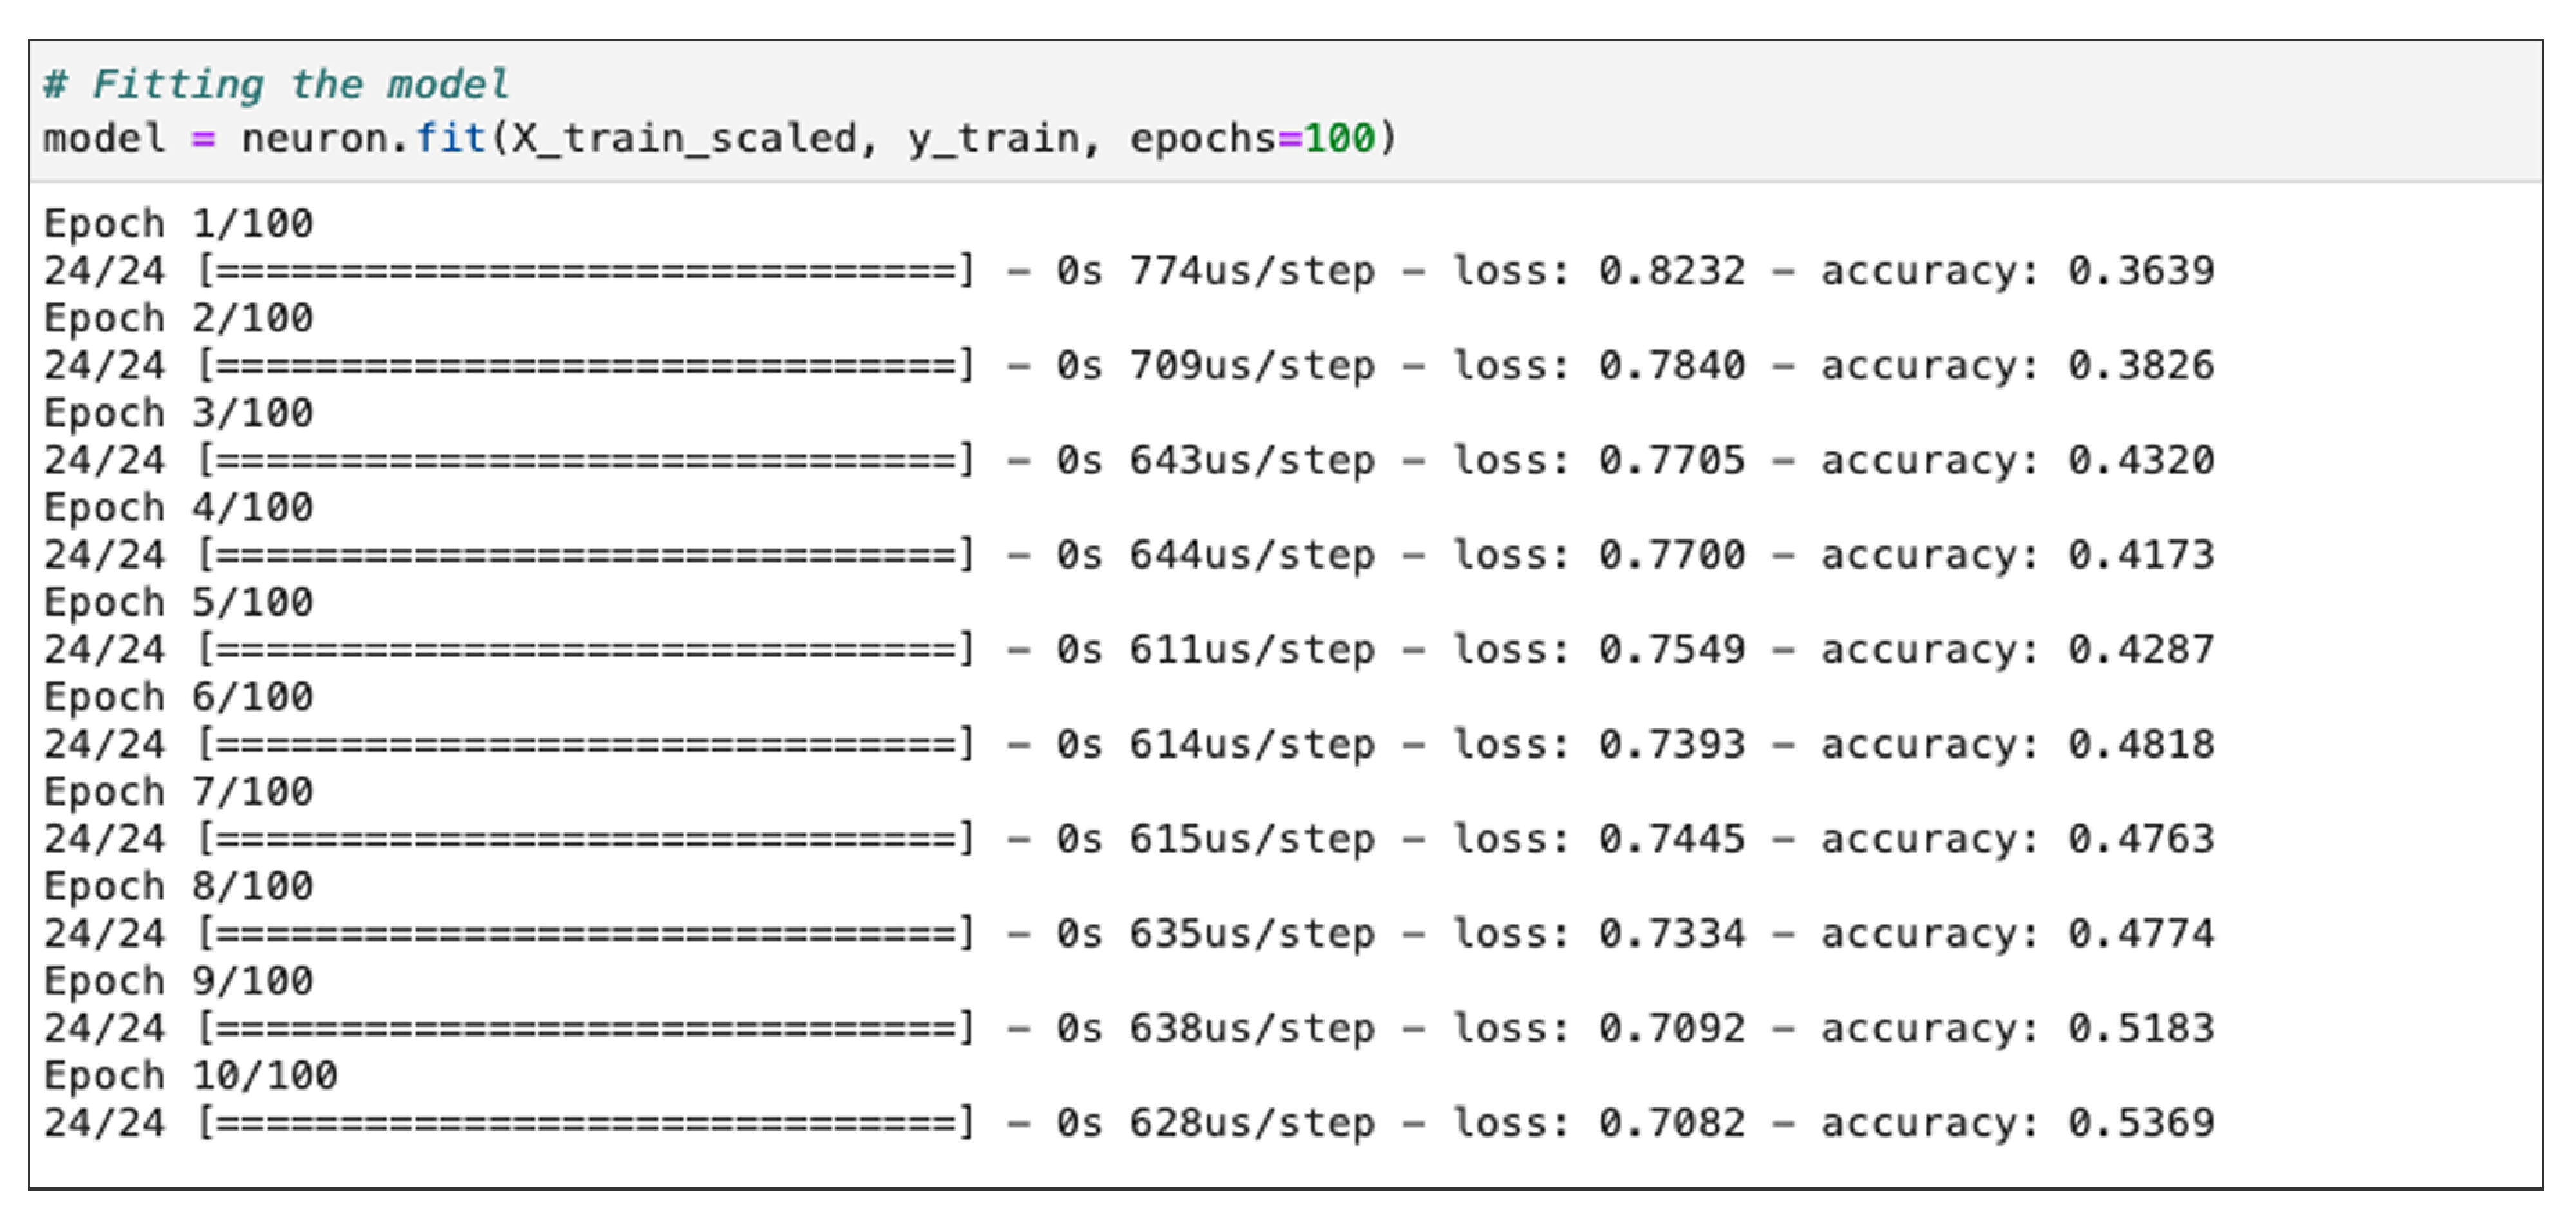 # Fitting the model
model = neuron.fit(X_train_scaled, y_train, epochs=100)
Epoch 1/100
24/24 [==============================] - 0s 774us/step - loss: 0.8232 - accuracy: 0.3639
Epoch 2/100
24/24 [==============================] - 0s 709us/step - loss: 0.7840 - accuracy: 0.3826
Epoch 3/100
24/24 [==============================] - 0s 643us/step - loss: 0.7705 - accuracy: 0.4320
Epoch 4/100
24/24 [==============================] - 0s 644us/step - loss: 0.7700 - accuracy: 0.4173
Epoch 5/100
24/24 [==============================] - 0s 611us/step - loss: 0.7549 - accuracy: 0.4287
Epoch 6/100
24/24 [==============================] - 0s 614us/step - loss: 0.7393 - accuracy: 0.4818
Epoch 7/100
24/24 [==============================] - 0s 615us/step - loss: 0.7445 - accuracy: 0.4763
Epoch 8/100
24/24 [==============================] - 0s 635us/step - loss: 0.7334 - accuracy: 0.4774
Epoch 9/100
24/24 [==============================] - 0s 638us/step - loss: 0.7092 - accuracy: 0.5183
Epoch 10/100
24/24 [==============================] - 0s 628us/step - loss: 0.7082 - accuracy: 0.5369